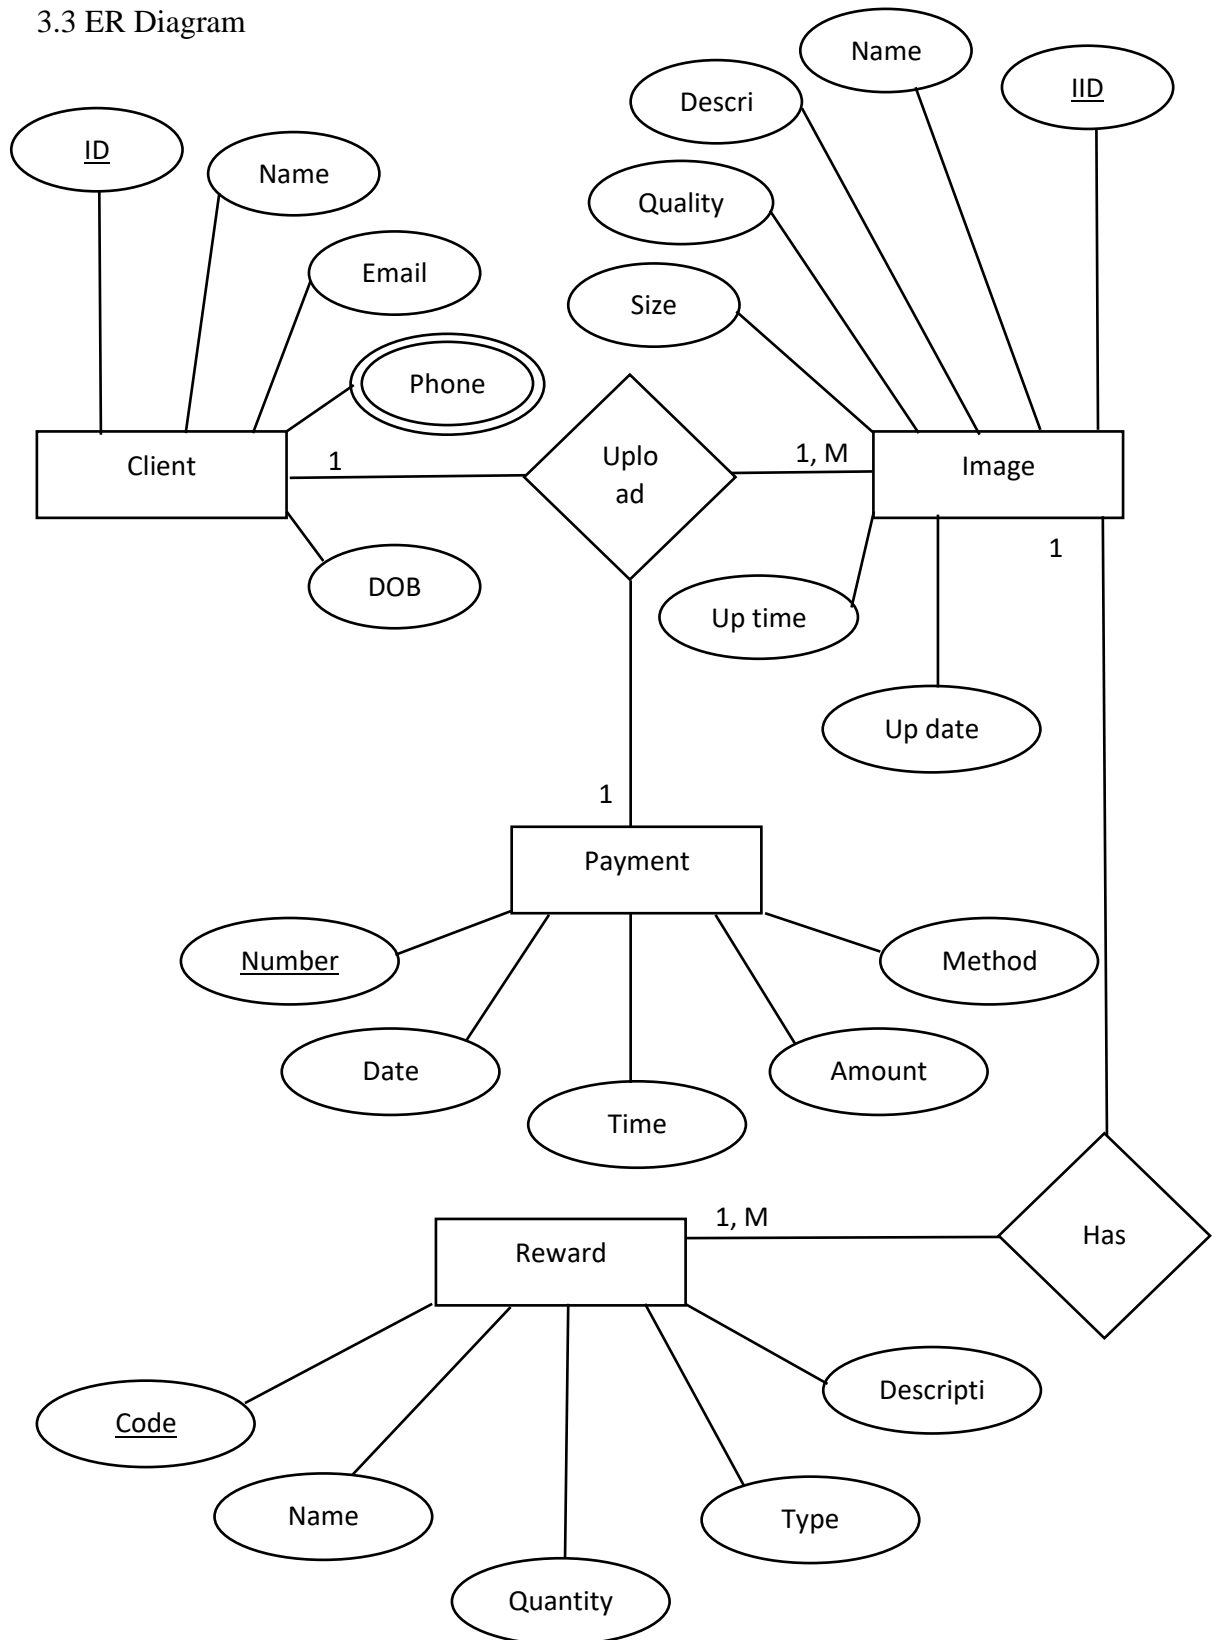 3.3 ER Diagram
Name
IID
Descri
ID
Name
Quality
Email
Size
Phone
Client
1
Uplo
ad
1, M
Image
1
DOB
Up time
Up date
1
Payment
Number
Method
Date
Amount
Time
1, M
Reward
Has
Descripti
Code
Name
Type
Quantity